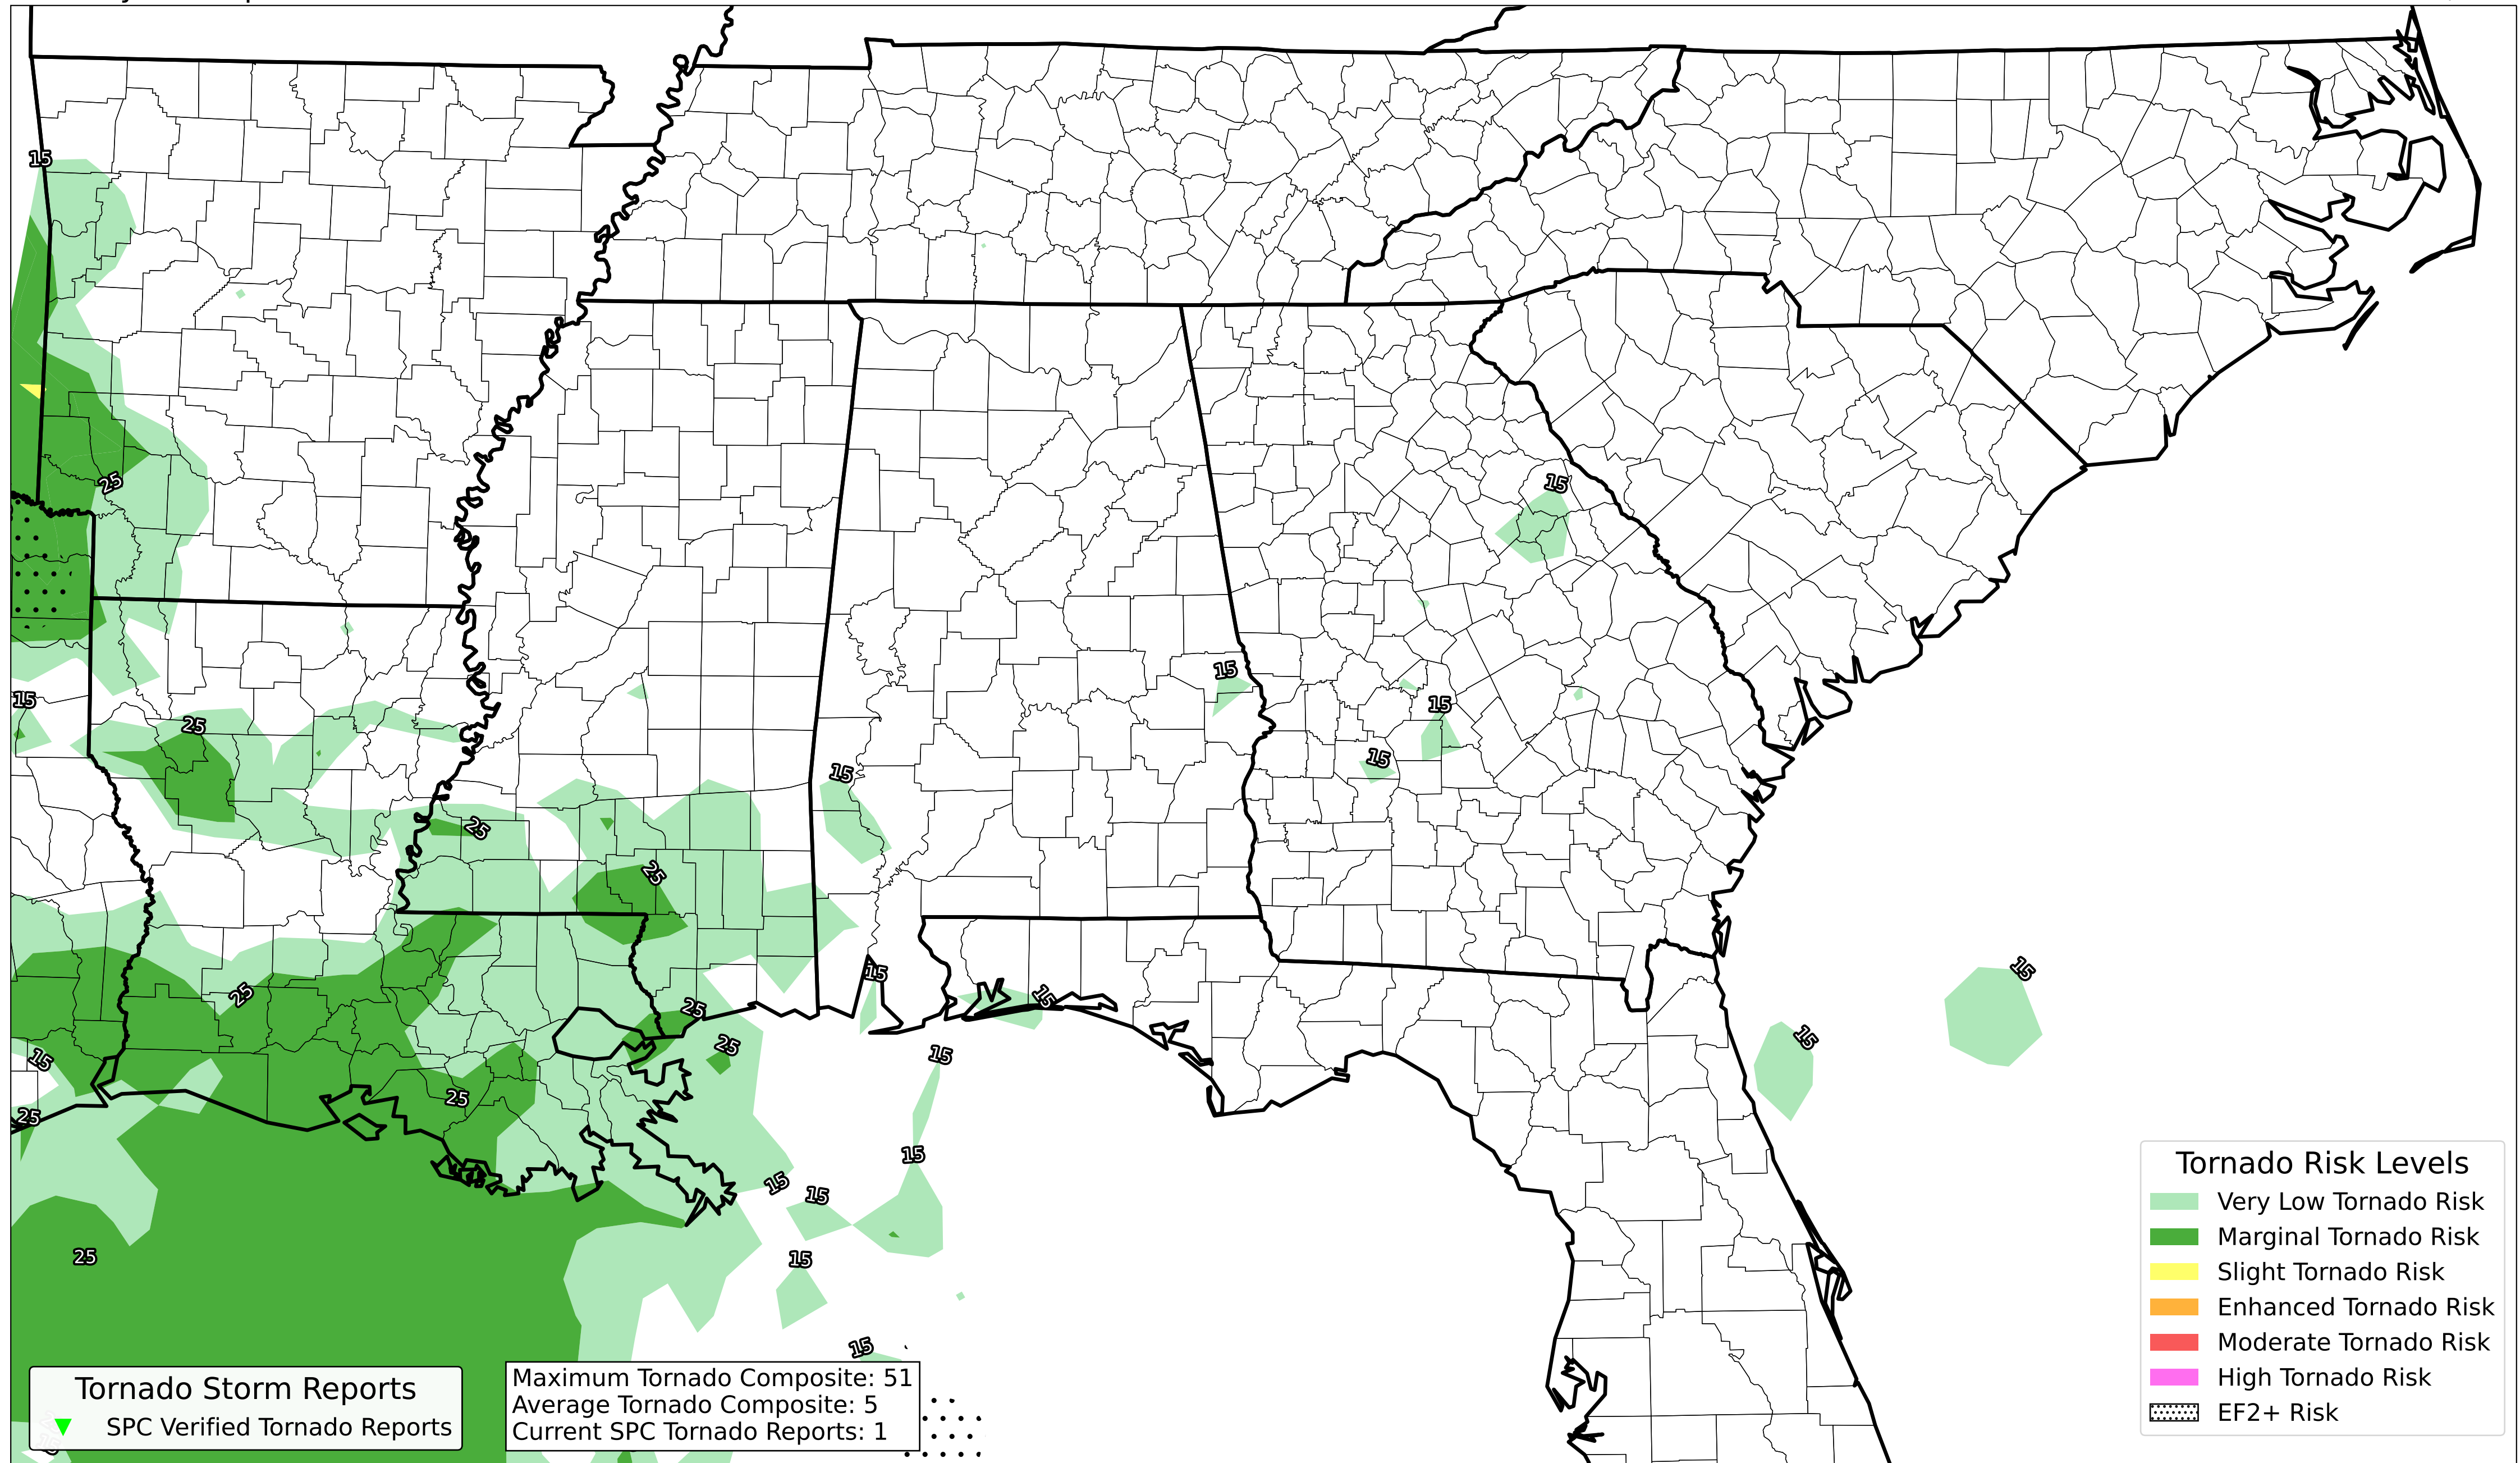 15
25
15
25
15
15
15
15
15
25
25
15
15
25
25
15
25
15
15
15
25
25
15
15
15
15
25
15
15
Tornado Storm Reports
SPC Verified Tornado Reports
Maximum Tornado Composite: 51
Average Tornado Composite: 5
Current SPC Tornado Reports: 1
Tornado Risk Levels
Very Low Tornado Risk
Marginal Tornado Risk
Slight Tornado Risk
Enhanced Tornado Risk
Moderate Tornado Risk
High Tornado Risk
EF2+ Risk